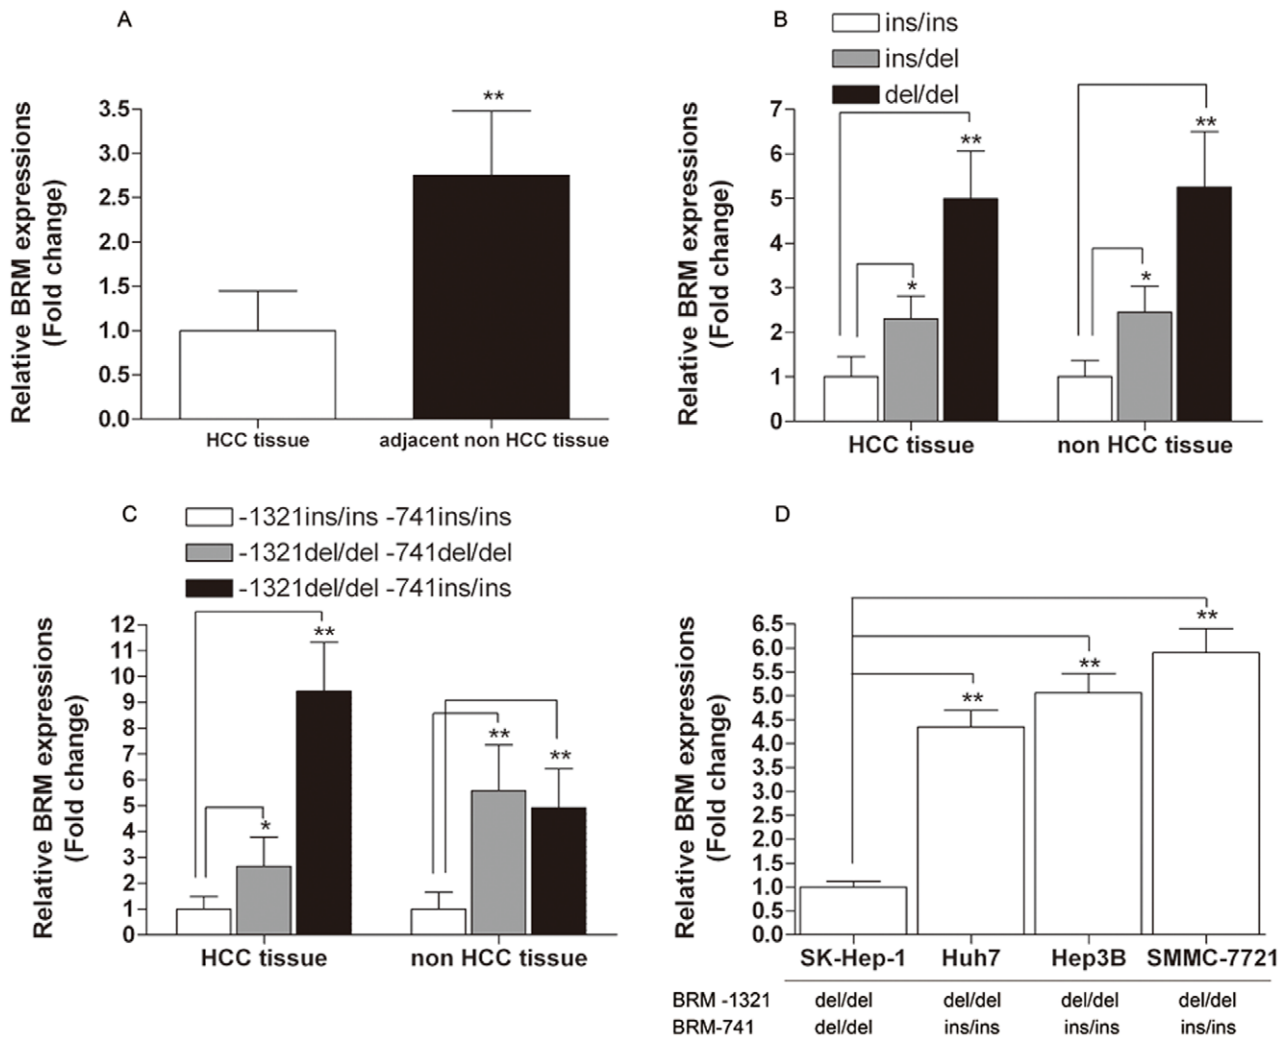 A
Relative BRM expressions
(Fold change)
3.5
3.0
2.5
2.0
1.5
1.0
0.5
0.0
**
HCC tissue
adjacent non HCC tissue
B
ins/ins
ins/del
del/del
Relative BRM expressions
(Fold change)
7
6
5
4
3
2
1
0
*
**
*
**
HCC tissue
non HCC tissue
C
-1321ins/ins -741ins/ins
-1321del/del -741del/del
-1321del/del -741ins/ins
Relative BRM expressions
(Fold change)
12
11
10
9
8
7
6
5
4
3
2
1
0
*
**
**
**
HCC tissue
non HCC tissue
D
Relative BRM expressions
(Fold change)
6.5
6.0
5.5
5.0
4.5
4.0
3.5
3.0
2.5
2.0
1.5
1.0
0.5
0.0
**
**
**
SK-Hep-1 Huh7 Hep3B SMMC-7721
BRM -1321 del/del del/del del/del del/del
BRM-741 del/del ins/ins ins/ins ins/ins